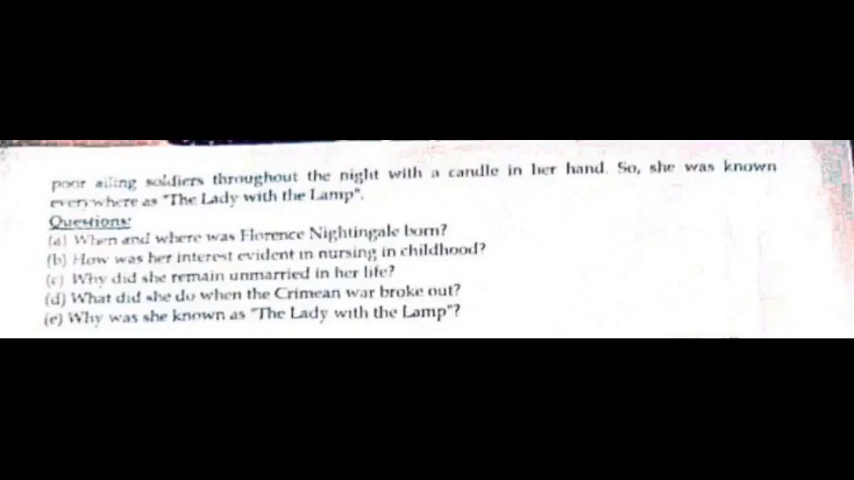 poor ailing soldiers throughout the night with a candle in her hand. So, she was known
everywhere as "The Lady with the Lamp".
Questions:
(a) When and where was Florence Nightingale born?
(b) How was her interest evident in nursing in childhood?
(c) Why did she remain unmarried in her life?
(d) What did she do when the Crimean war broke out?
(e) Why was she known as "The Lady with the Lamp"?